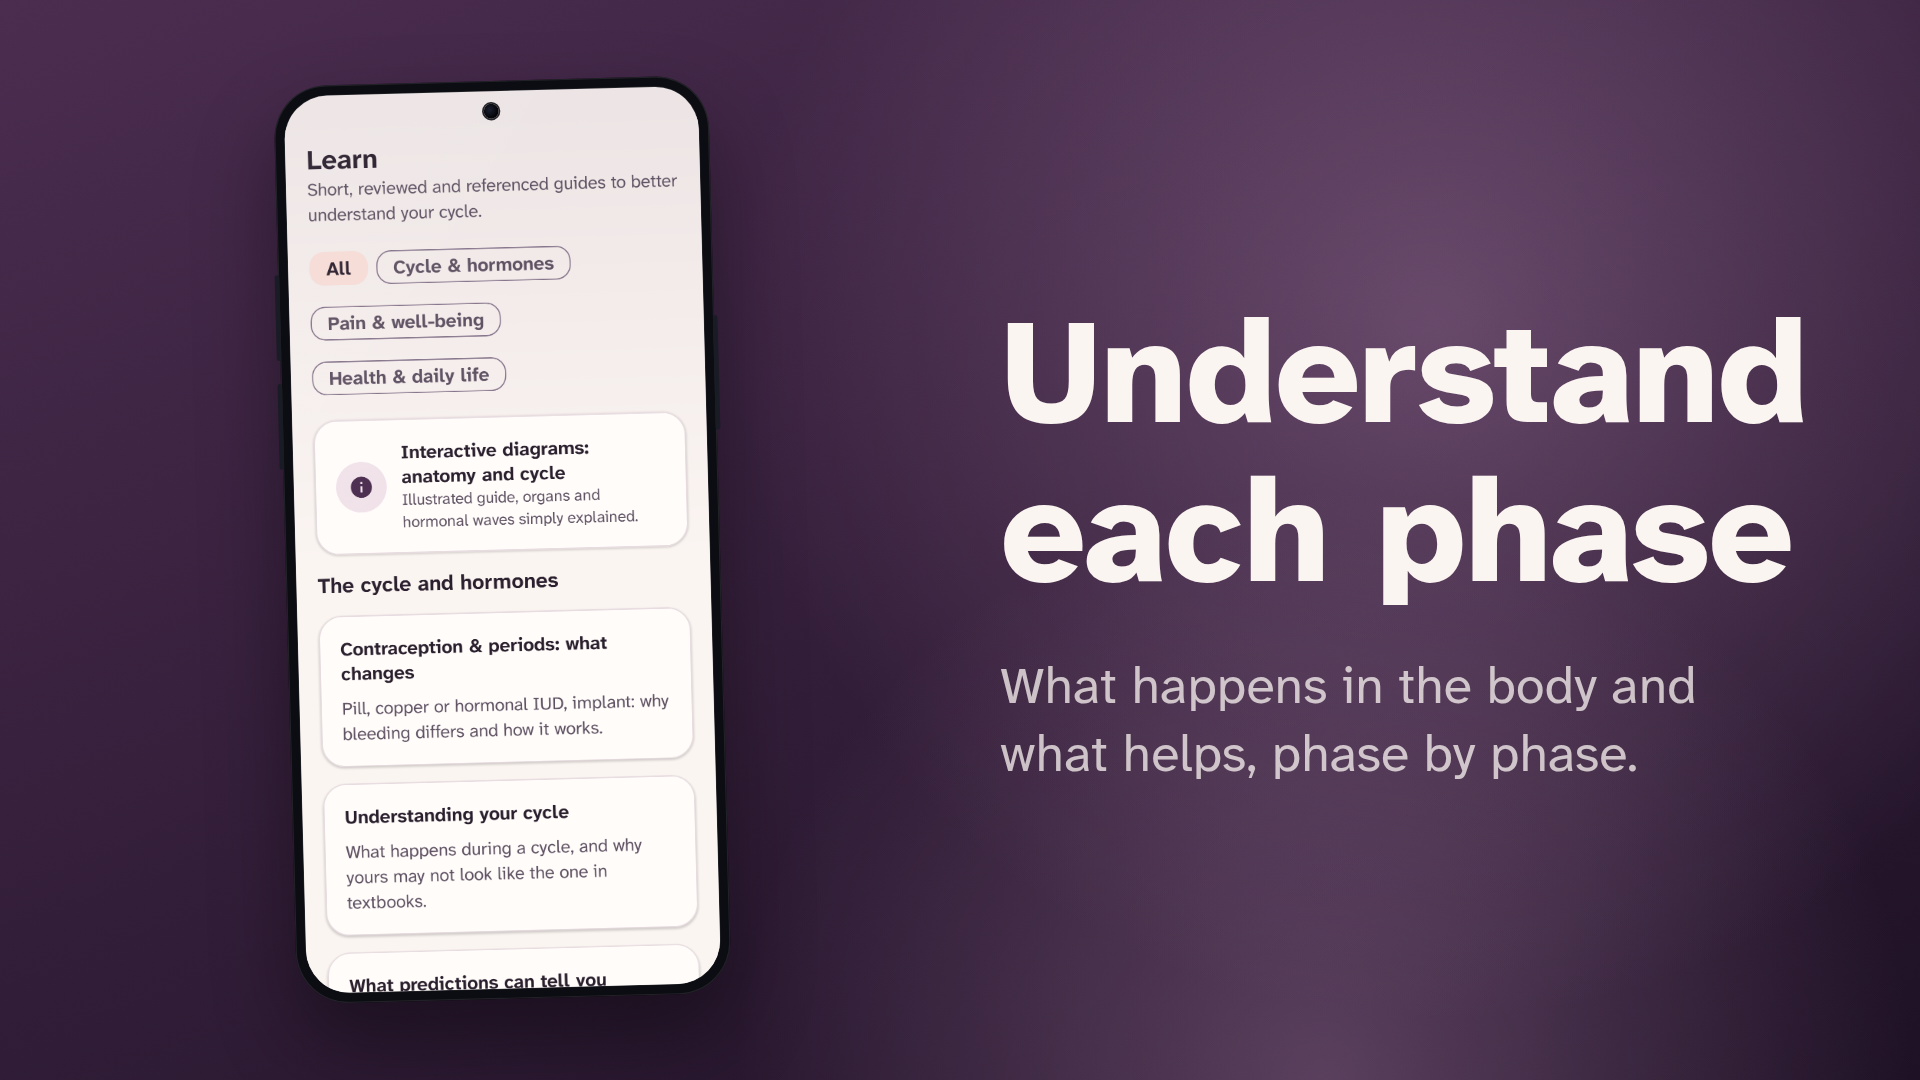 Learn
Short, reviewed and referenced guides to better
understand your cycle.
All
Cycle & hormones
Pain & well-being
Health & daily life
Interactive diagrams:
anatomy and cycle
Illustrated guide, organs and
hormonal waves simply explained.
The cycle and hormones
Contraception & periods: what
changes
Pill, copper or hormonal IUD, implant: why
bleeding differs and how it works.
Understanding your cycle
What happens during a cycle, and why
yours may not look like the one in
textbooks.
What predictions can tell you
Understand
each phase
What happens in the body and
what helps, phase by phase.